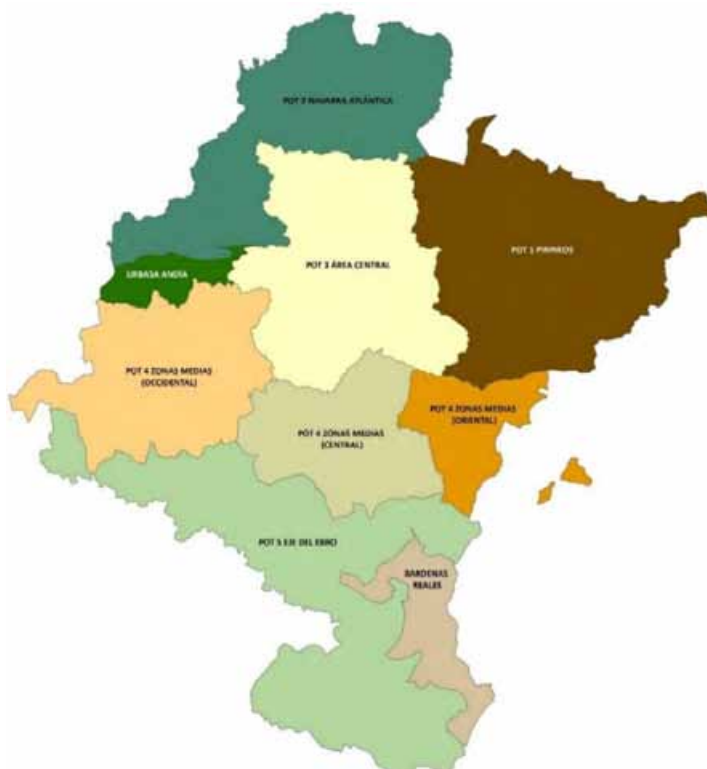 POT 2 NAVARRA ATLÁNTICA
POT 1 PIRINEOS
POT 3 ÁREA CENTRAL
URBASA ANDÍA
POT 4 ZONAS MEDIAS
(OCCIDENTAL)
POT 4 ZONAS MEDIAS
(ORIENTAL)
POT 4 ZONAS MEDIAS
(CENTRAL)
POT 5 EJE DEL EBRO
BARDENAS
REALES